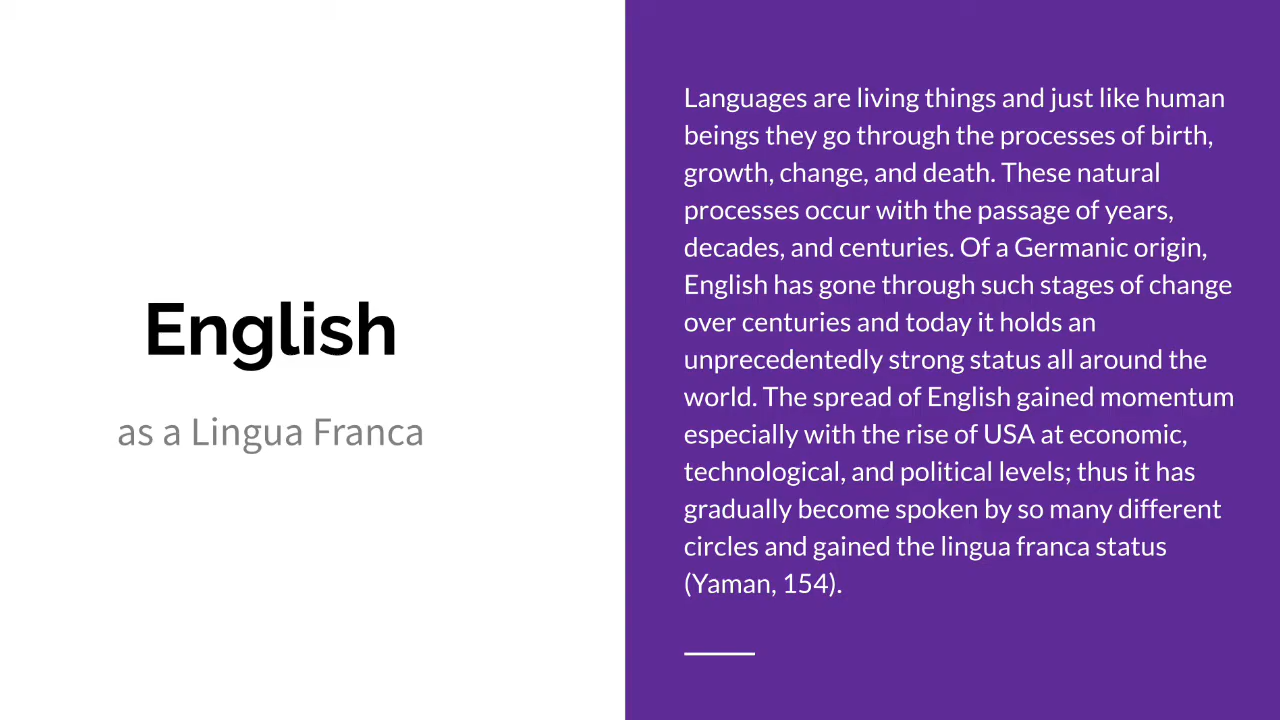 English
as a Lingua Franca
Languages are living things and just like human
beings they go through the processes of birth,
growth, change, and death. These natural
processes occur with the passage of years,
decades, and centuries. Of a Germanic origin,
English has gone through such stages of change
over centuries and today it holds an
unprecedentedly strong status all around the
world. The spread of English gained momentum
especially with the rise of USA at economic,
technological, and political levels; thus it has
gradually become spoken by so many different
circles and gained the lingua franca status
(Yaman, 154).